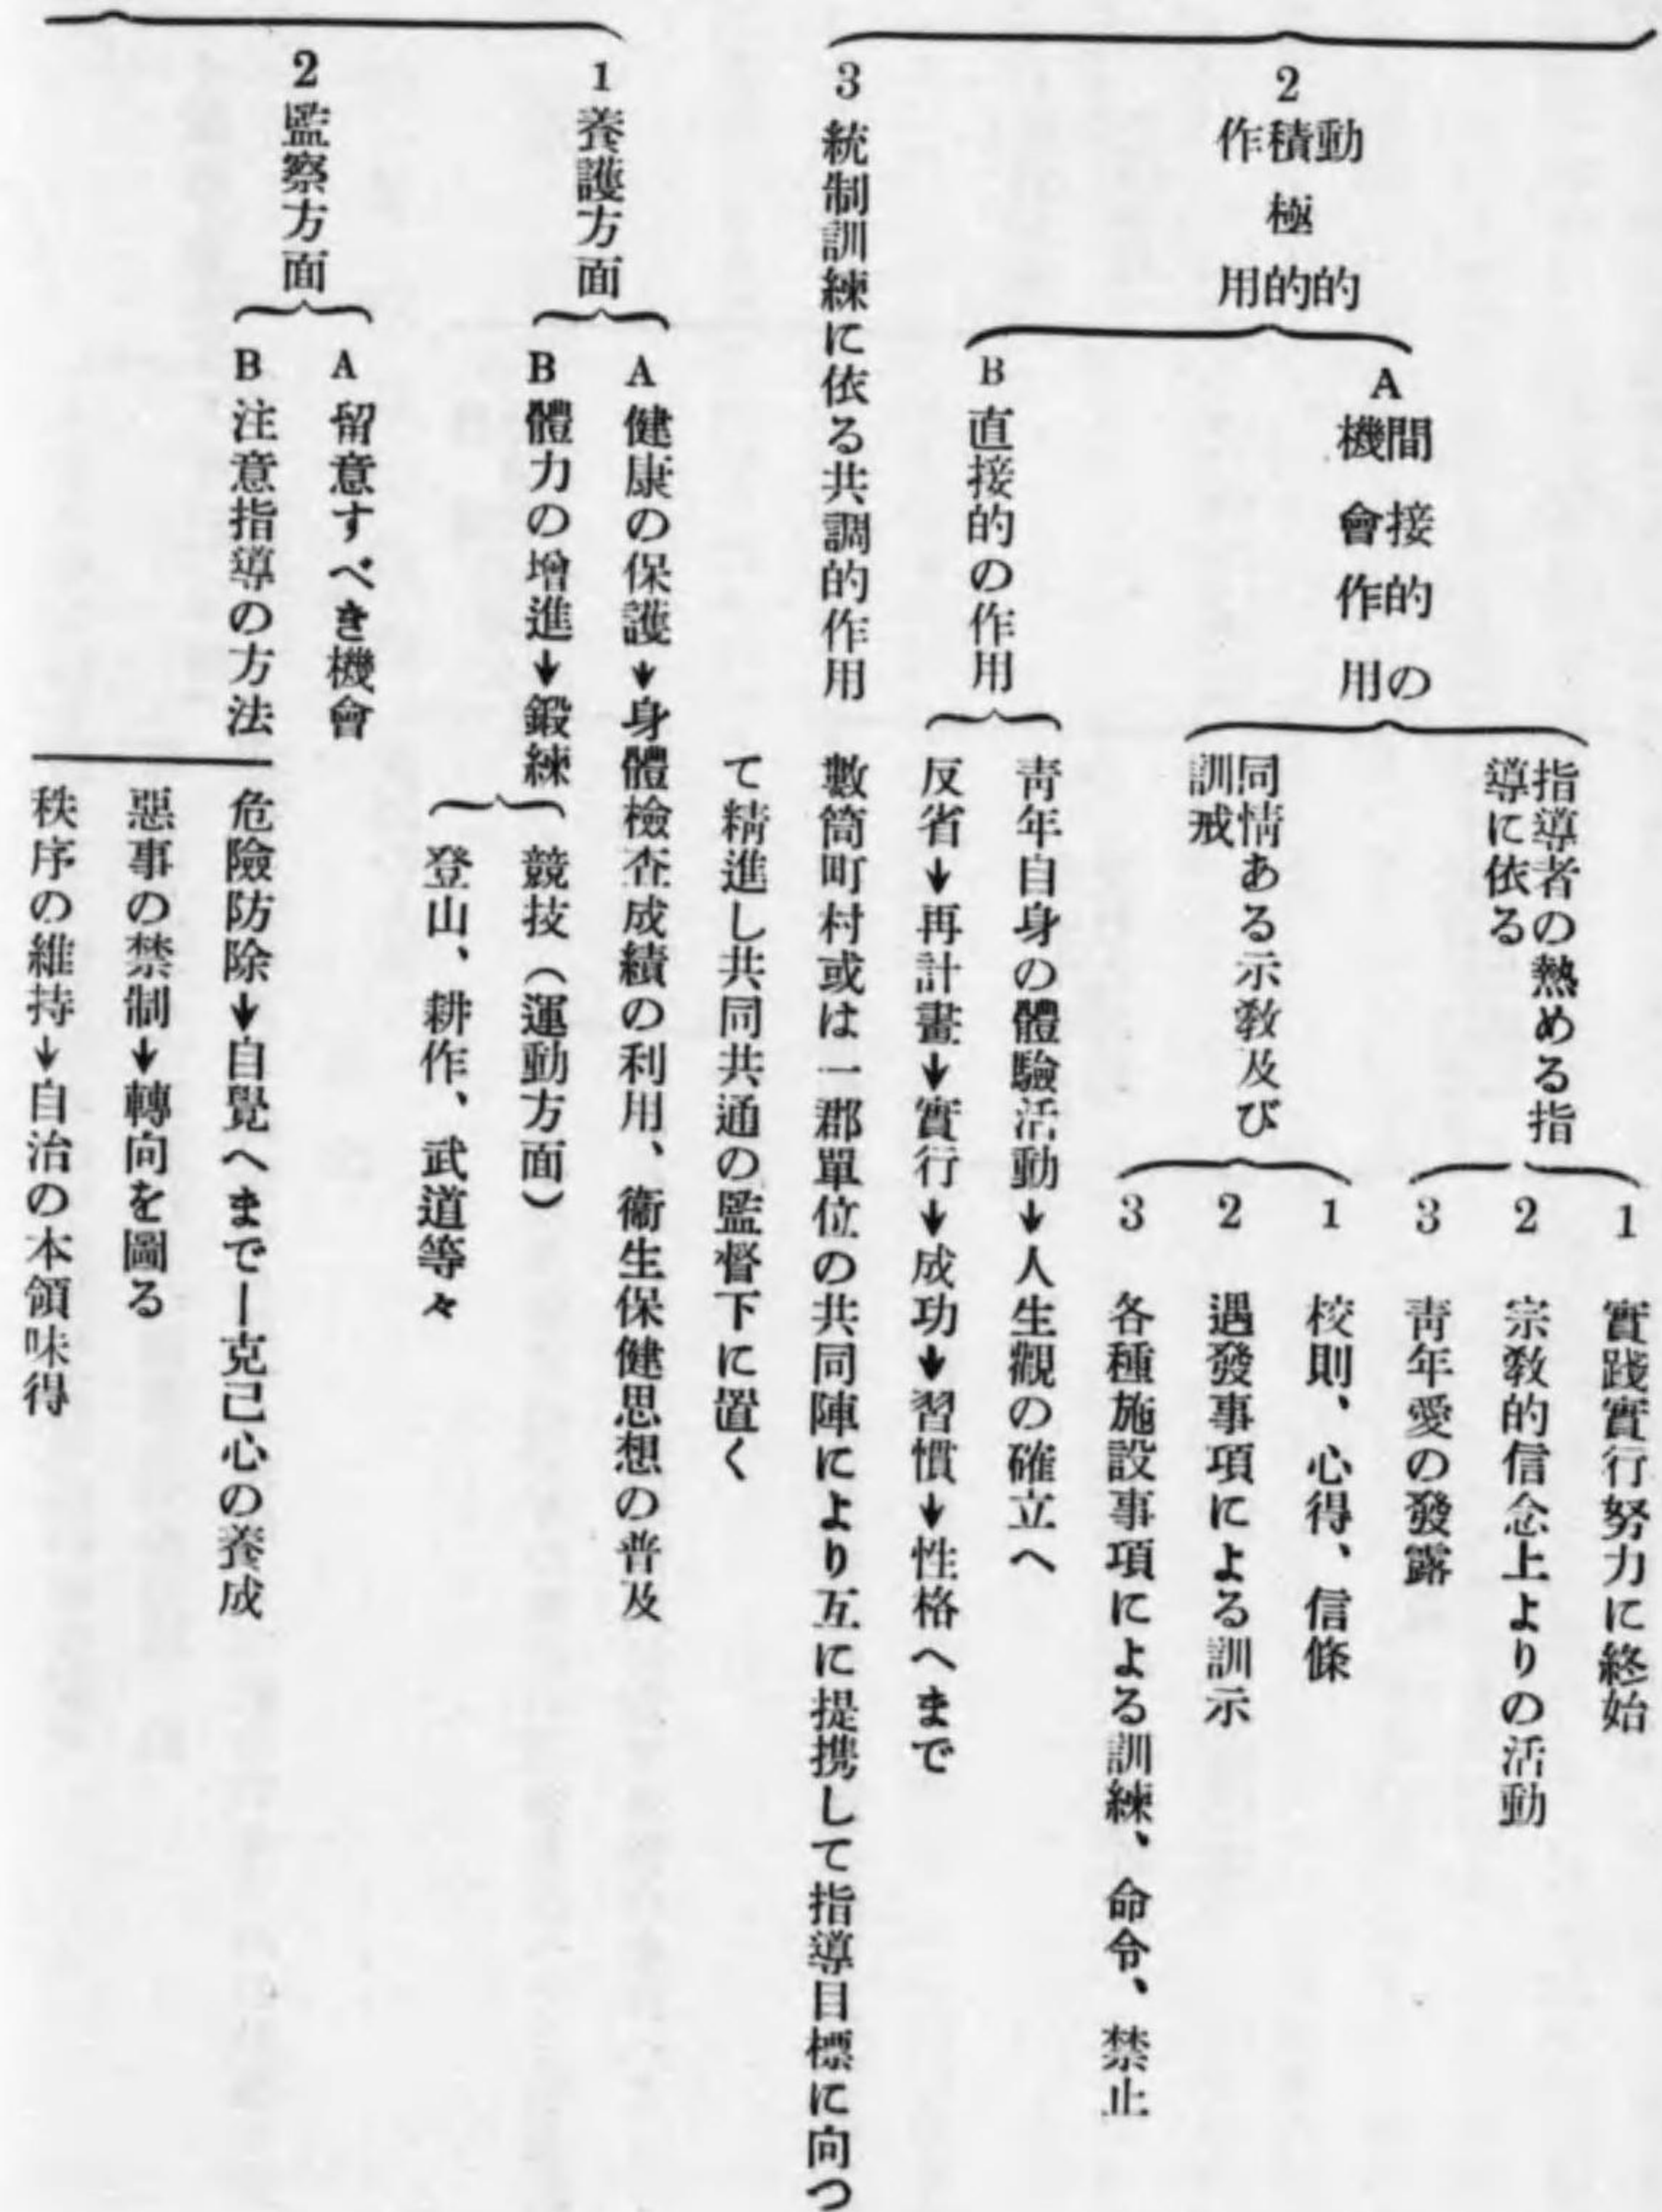 2
動
的
積極的
作用
A
間接的の
機會作用
指導者の熱める指
導に依る
1 實踐實行努力に終始
2 宗教的信念上よりの活動
3 靑年愛の發露
同情ある示敎及び
訓戒
1 校則、心得、信條
2 遇發事項による訓示
3 各種施設事項による訓練、命令、禁止
B 直接的の作用
靑年自身の體驗活動→人生觀の確立へ
反省→再計畫→實行→成功→習慣→性格へまで
3 統制訓練に依る共調的作用
數箇町村或は一郡單位の共同陣により互に提携して指導目標に向つ
て精進し共同共通の監督下に置く
1 養護方面
A 健康の保護→身體檢査成績の利用、衞生保健思想の普及
B 體力の增進→鍛練
競技(運動方面)
登山、耕作、武道等々
2 監察方面
A 留意すべき機會
B 注意指導の方法
危險防除→自覺へまで—克己心の養成
惡事の禁制→轉向を圖る
秩序の維持→自治の本領味得